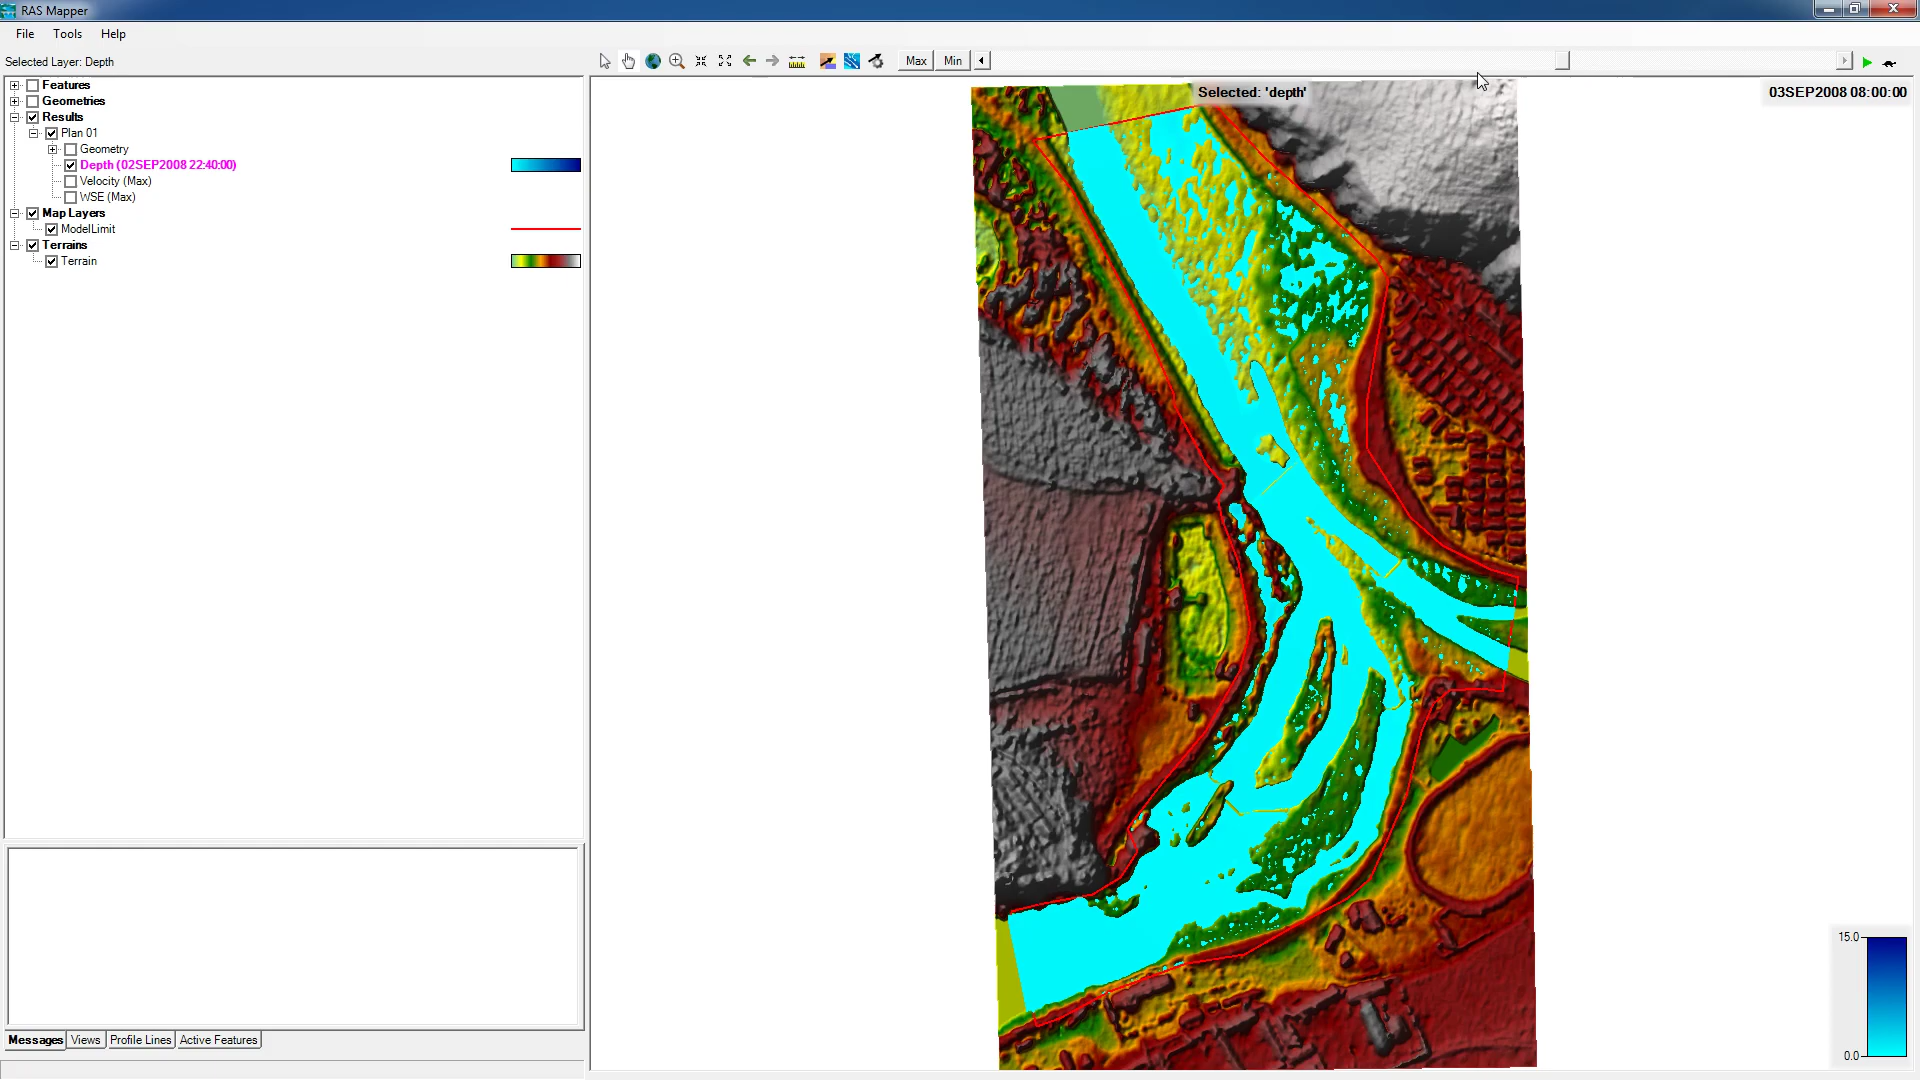 RAS Mapper
File Tools Help
Selected Layer: Depth
Max Min
Features
Geometries
Results
Plan 01
Geometry
Depth (02SEP2008 22:40:00)
Velocity (Max)
WSE (Max)
Map Layers
ModelLimit
Terrains
Terrain
Selected: 'depth'
03SEP2008 08:00:00
15.0
0.0
Messages Views Profile Lines Active Features